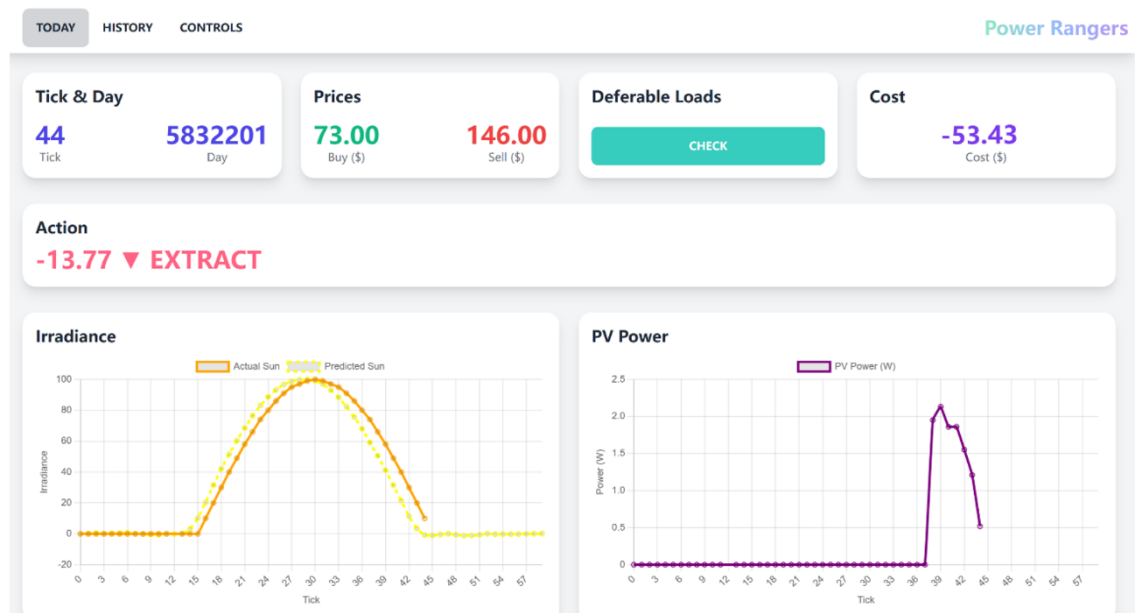 TODAY HISTORY CONTROLS Power Rangers
Tick & Day
44 5832201
Tick Day
Prices
73.00 146.00
Buy ($) Sell ($)
Deferable Loads
CHECK
Cost
-53.43
Cost ($)
Action
-13.77 ▼ EXTRACT
Irradiance
Actual Sun Predicted Sun
100
80
60
40
20
0
-20
Irradiance
0 3 6 9 12 15 18 21 24 27 30 33 36 39 42 45 48 51 54 57
Tick
PV Power
PV Power (W)
2.5
2.0
1.5
1.0
0.5
0
Power (W)
0 3 6 9 12 15 18 21 24 27 30 33 36 39 42 45 48 51 54 57
Tick